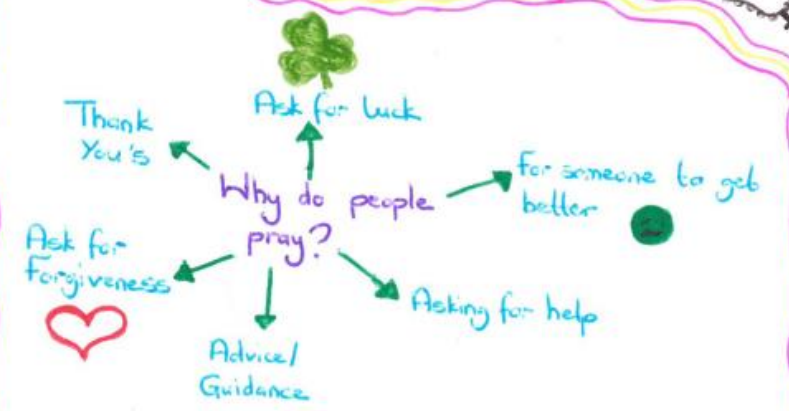 Ask for luck
Thank
You's
For someone to get
better
Why do people
pray?
Ask for
Forgiveness
Asking for help
Advice/
Guidance